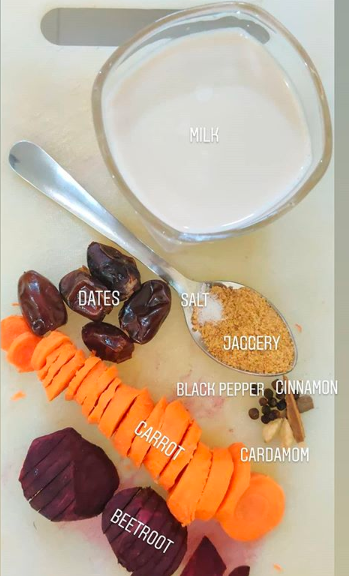 MILK
DATES
SALT
JAGGERY
BLACK PEPPER
CINNAMON
CARROT
CARDAMOM
BEETROOT